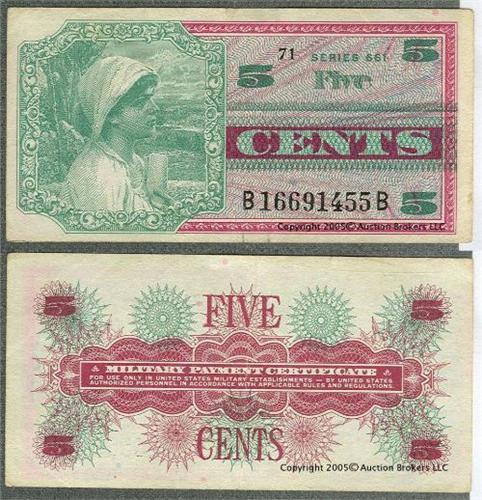 5
71 SERIES 661 5
5 Five
CENTS
B16691455B 5
Copyright 2005© Auction Brokers LLC
5 FIVE 5
MILITARY PAYMENT CERTIFICATE
FOR USE ONLY IN UNITED STATES MILITARY ESTABLISHMENTS — BY UNITED STATES
AUTHORIZED PERSONNEL IN ACCORDANCE WITH APPLICABLE RULES AND REGULATIONS.
5 CENTS 5
Copyright 2005© Auction Brokers LLC